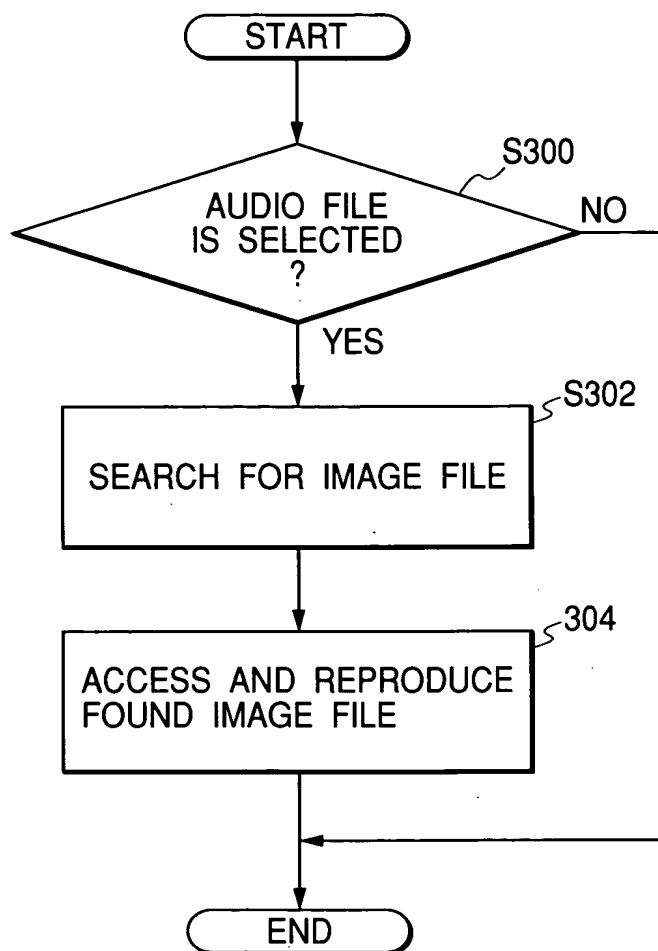 START
S300
AUDIO FILE
IS SELECTED
?
NO
YES
S302
SEARCH FOR IMAGE FILE
304
ACCESS AND REPRODUCE
FOUND IMAGE FILE
END